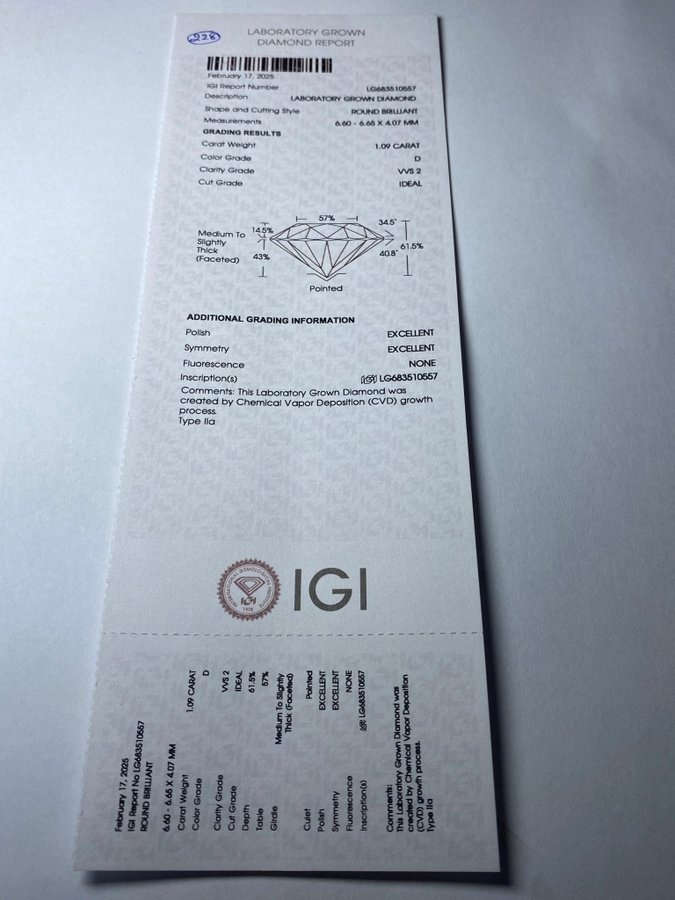 228
LABORATORY GROWN
DIAMOND REPORT
February 17, 2025
IGI Report Number LG683510557
Description LABORATORY GROWN DIAMOND
Shape and Cutting Style ROUND BRILLIANT
Measurements 6.60 - 6.65 X 4.07 MM
GRADING RESULTS
Carat Weight 1.09 CARAT
Color Grade D
Clarity Grade VVS 2
Cut Grade IDEAL
57%
14.5%
34.5°
Medium To
Slightly
Thick
(Faceted)
43%
61.5%
40.8°
Pointed
ADDITIONAL GRADING INFORMATION
Polish EXCELLENT
Symmetry EXCELLENT
Fluorescence NONE
Inscription(s) IGI LG683510557
Comments: This Laboratory Grown Diamond was
created by Chemical Vapor Deposition (CVD) growth
process.
Type IIa
INTERNATIONAL GEMOLOGICAL INSTITUTE
IGI
1975
IGI
February 17, 2025
IGI Report No LG683510557
ROUND BRILLIANT
6.60 - 6.65 X 4.07 MM
Carat Weight 1.09 CARAT
Color Grade D
Clarity Grade VVS 2
Cut Grade IDEAL
Depth 61.5%
Table 57%
Girdle Medium To Slightly
Thick (Faceted)
Culet Pointed
Polish EXCELLENT
Symmetry EXCELLENT
Fluorescence NONE
Inscription(s) IGI LG683510557
Comments:
This Laboratory Grown Diamond was
created by Chemical Vapor Deposition
(CVD) growth process.
Type IIa